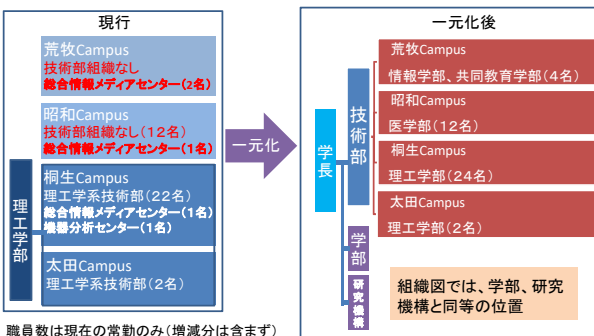 現行
荒牧Campus
技術部組織なし
総合情報メディアセンター（2名）
昭和Campus
技術部組織なし（12名）
総合情報メディアセンター（1名）
理工学部
桐生Campus
理工学系技術部（22名）
総合情報メディアセンター（1名）
機器分析センター（1名）
太田Campus
理工学系技術部（2名）
職員数は現在の常勤のみ（増減分は含まず）
一元化
一元化後
学長
技術部
学部
研究機構
荒牧Campus
情報学部、共同教育学部（4名）
昭和Campus
医学部（12名）
桐生Campus
理工学部（24名）
太田Campus
理工学部（2名）
組織図では、学部、研究
機構と同等の位置